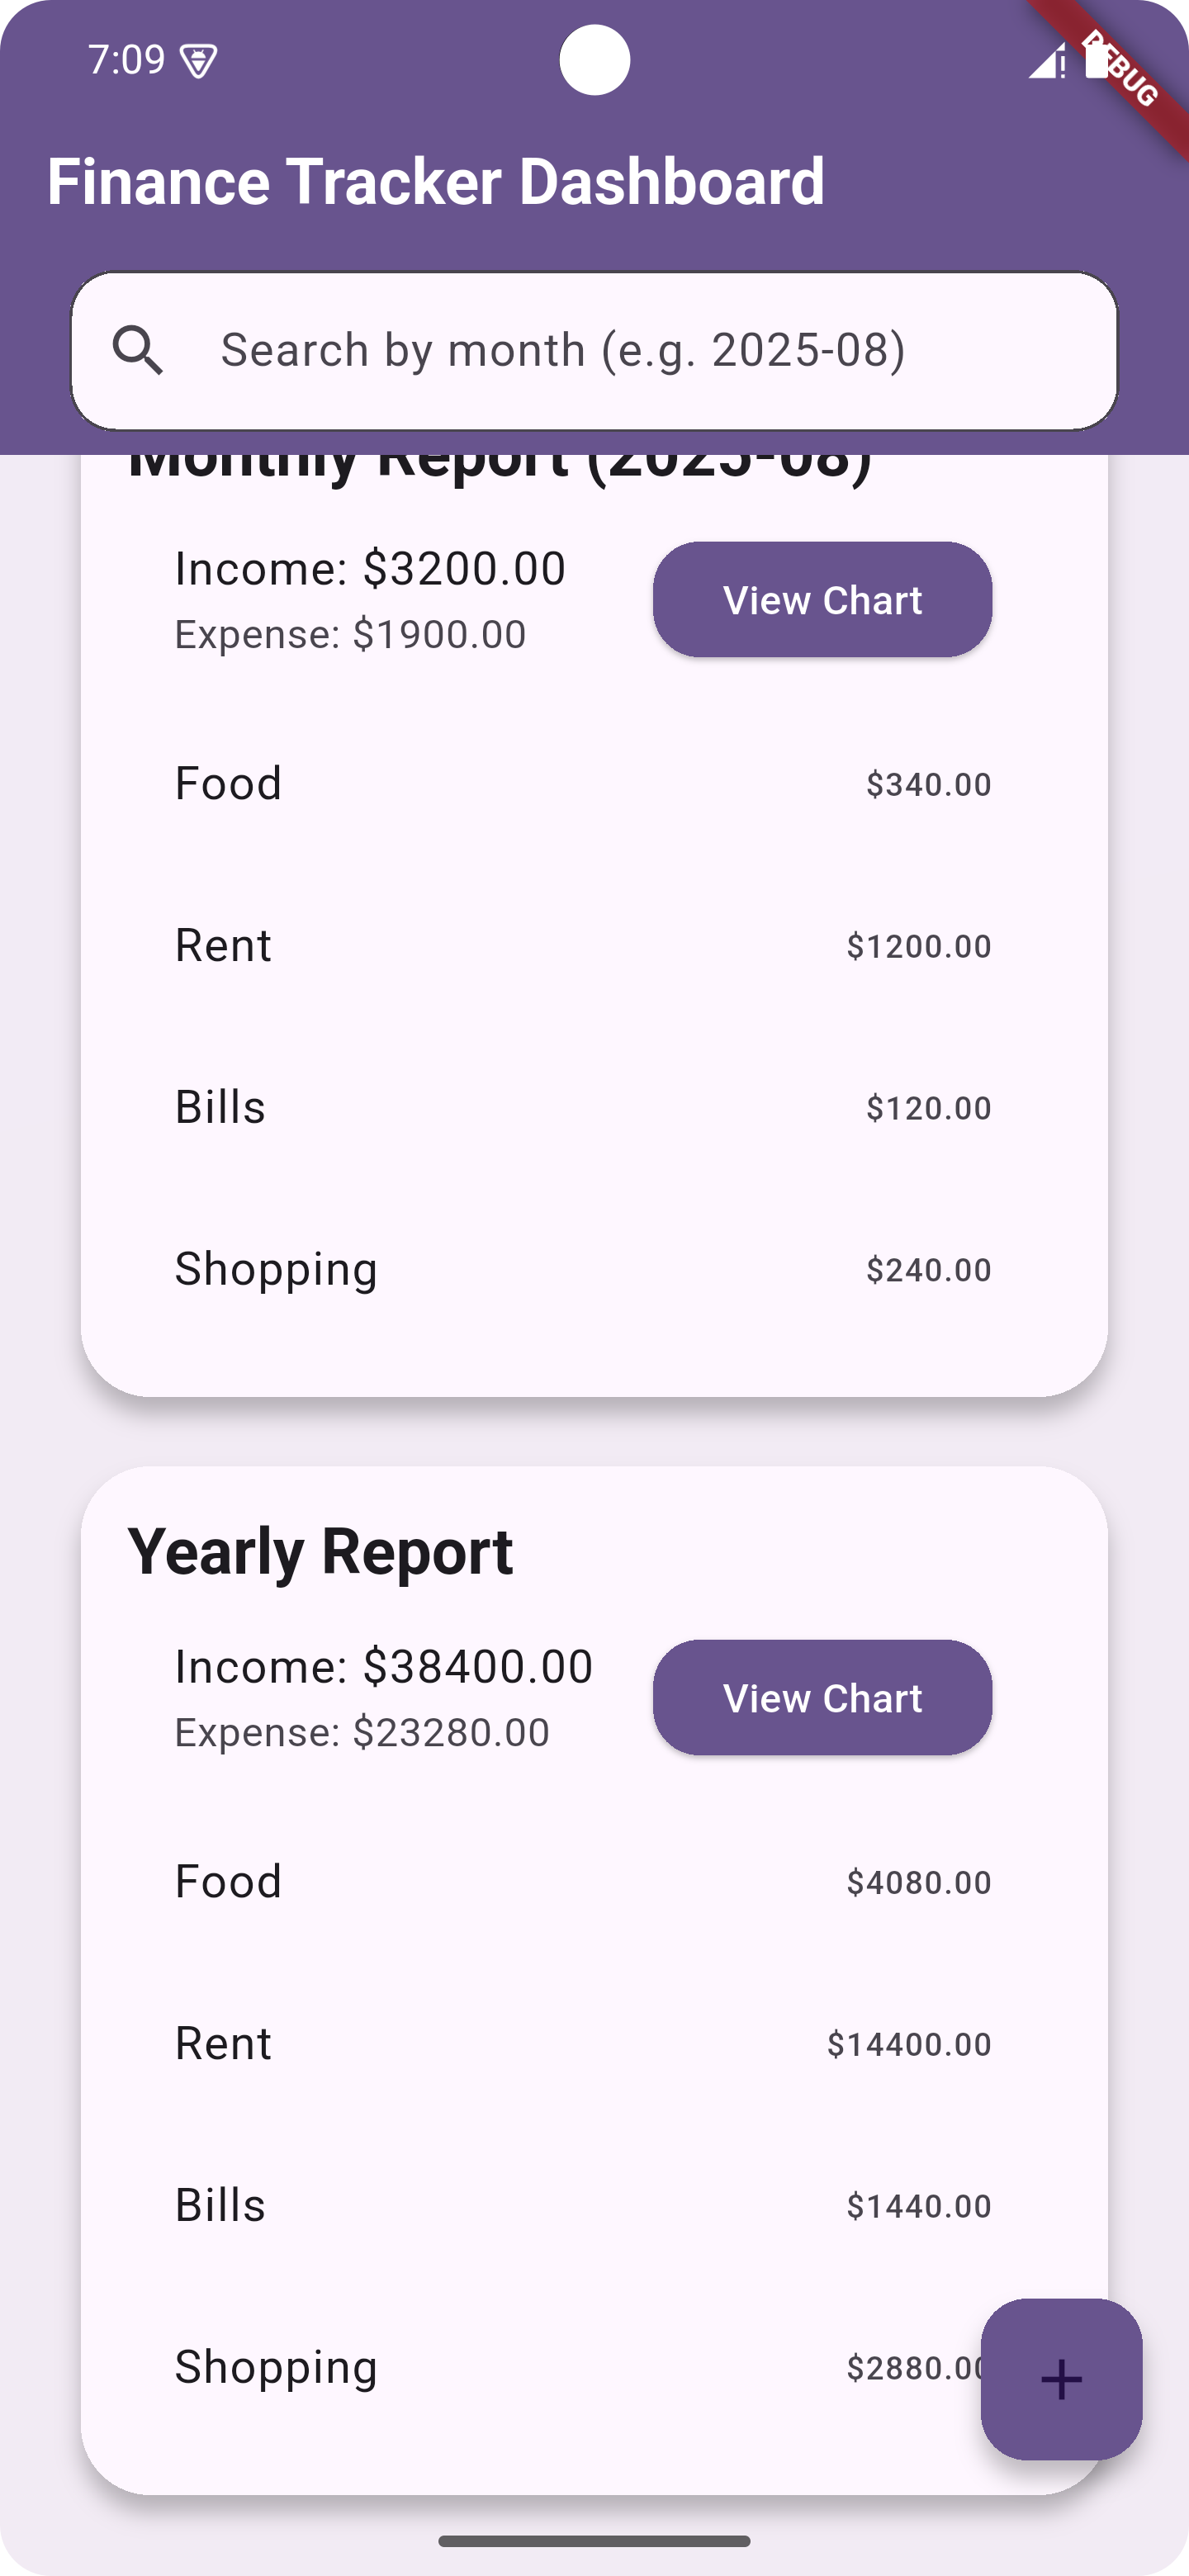 7:09
DEBUG
Finance Tracker Dashboard
Search by month (e.g. 2025-08)
Monthly Report (2025-08)
Income: $3200.00
Expense: $1900.00
View Chart
Food $340.00
Rent $1200.00
Bills $120.00
Shopping $240.00
Yearly Report
Income: $38400.00
Expense: $23280.00
View Chart
Food $4080.00
Rent $14400.00
Bills $1440.00
Shopping $2880.00
+